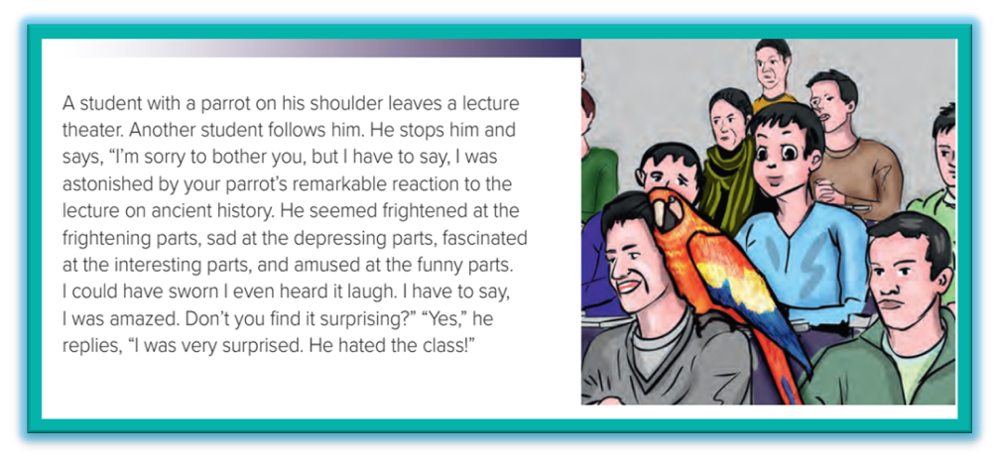 A student with a parrot on his shoulder leaves a lecture
theater. Another student follows him. He stops him and
says, “I’m sorry to bother you, but I have to say, I was
astonished by your parrot’s remarkable reaction to the
lecture on ancient history. He seemed frightened at the
frightening parts, sad at the depressing parts, fascinated
at the interesting parts, and amused at the funny parts.
I could have sworn I even heard it laugh. I have to say,
I was amazed. Don’t you find it surprising?” “Yes,” he
replies, “I was very surprised. He hated the class!”